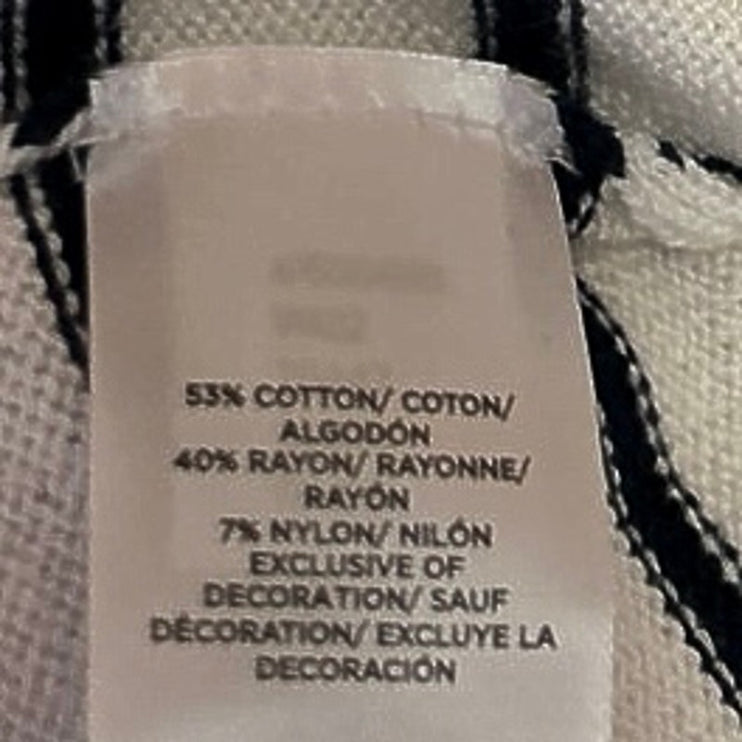 53% COTTON/ COTON/
ALGODÓN
40% RAYON/ RAYONNE/
RAYÓN
7% NYLON/ NILÓN
EXCLUSIVE OF
DECORATION/ SAUF
DÉCORATION/ EXCLUYE LA
DECORACIÓN